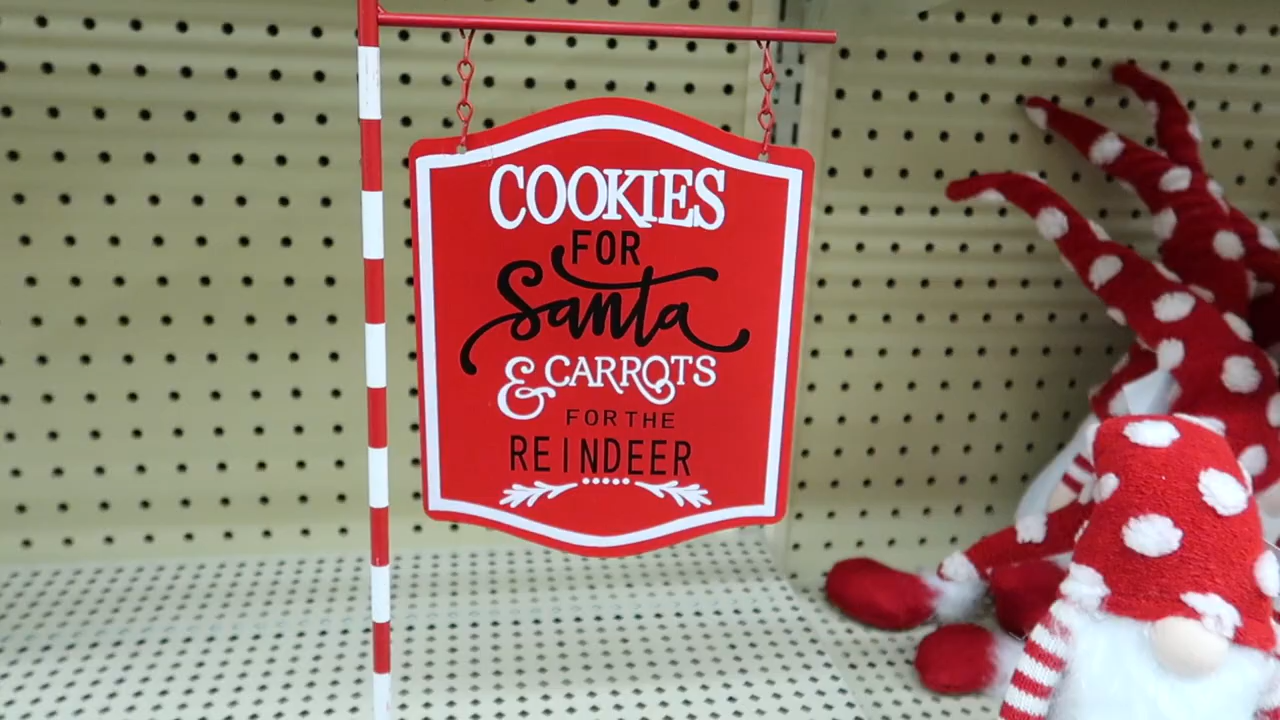 COOKIES
FOR
Santa
& CARROTS
FOR THE
REINDEER